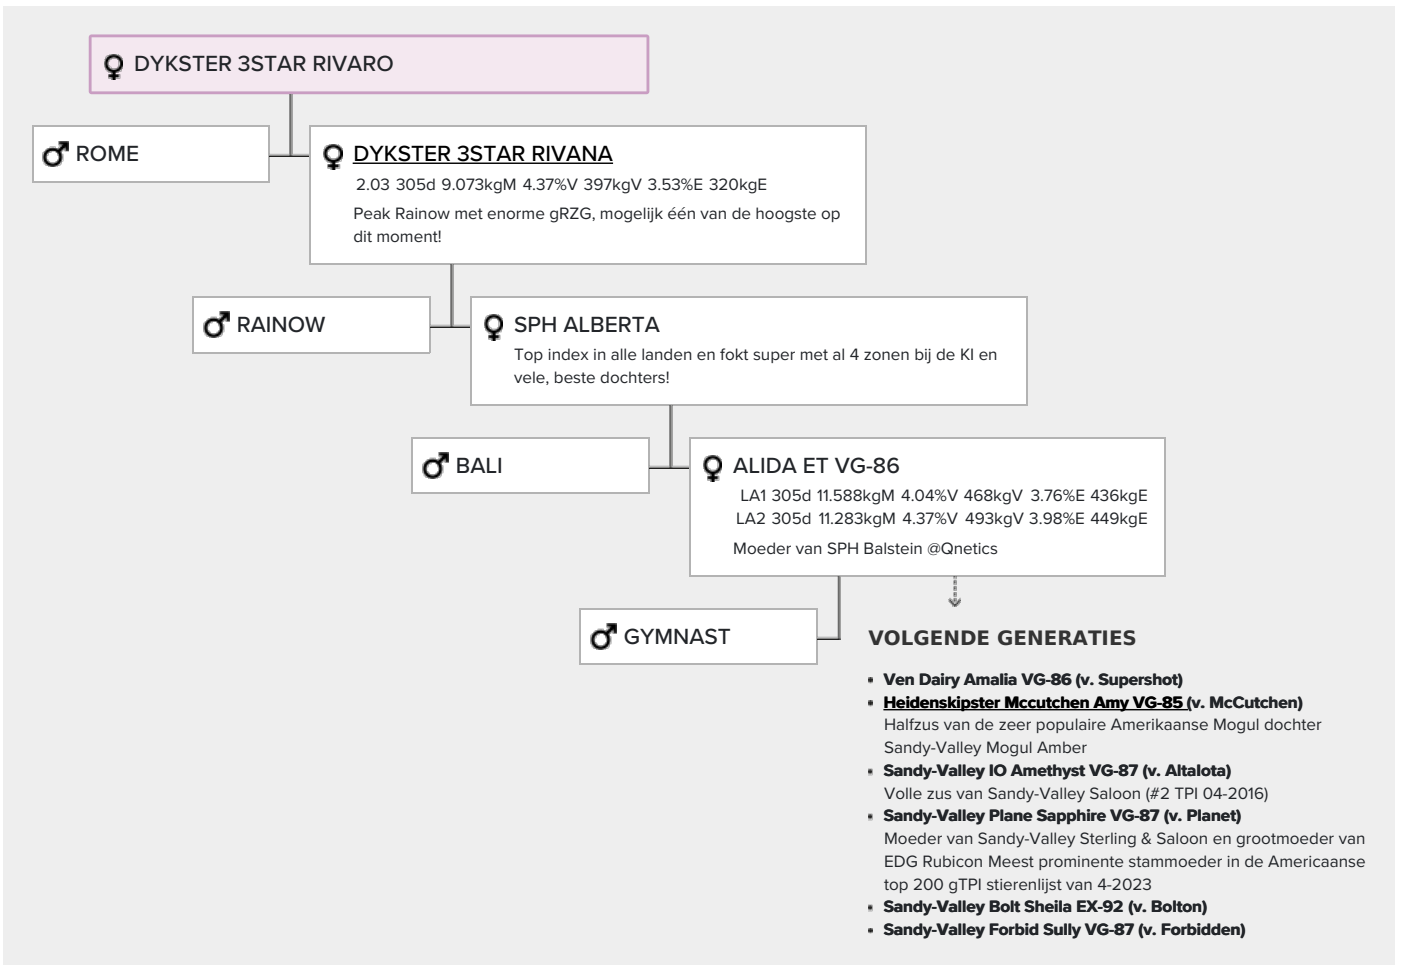 DYKSTER 3STAR RIVARO
ROME
DYKSTER 3STAR RIVANA
2.03 305d 9.073kgM 4.37%V 397kgV 3.53%E 320kgE
Peak Rainow met enorme gRZG, mogelijk één van de hoogste op
dit moment!
RAINOW
SPH ALBERTA
Top index in alle landen en fokt super met al 4 zonen bij de KI en
vele, beste dochters!
BALI
ALIDA ET VG-86
LA1 305d 11.588kgM 4.04%V 468kgV 3.76%E 436kgE
LA2 305d 11.283kgM 4.37%V 493kgV 3.98%E 449kgE
Moeder van SPH Balstein @Qnetics
GYMNAST
VOLGENDE GENERATIES
Ven Dairy Amalia VG-86 (v. Supershot)
Heidenskipster Mccutchen Amy VG-85 (v. McCutchen)
Halfzus van de zeer populaire Amerikaanse Mogul dochter
Sandy-Valley Mogul Amber
Sandy-Valley IO Amethyst VG-87 (v. AltaIota)
Volle zus van Sandy-Valley Saloon (#2 TPI 04-2016)
Sandy-Valley Plane Sapphire VG-87 (v. Planet)
Moeder van Sandy-Valley Sterling & Saloon en grootmoeder van
EDG Rubicon Meest prominente stammoeder in de Americaanse
top 200 gTPI stierenlijst van 4-2023
Sandy-Valley Bolt Sheila EX-92 (v. Bolton)
Sandy-Valley Forbid Sully VG-87 (v. Forbidden)